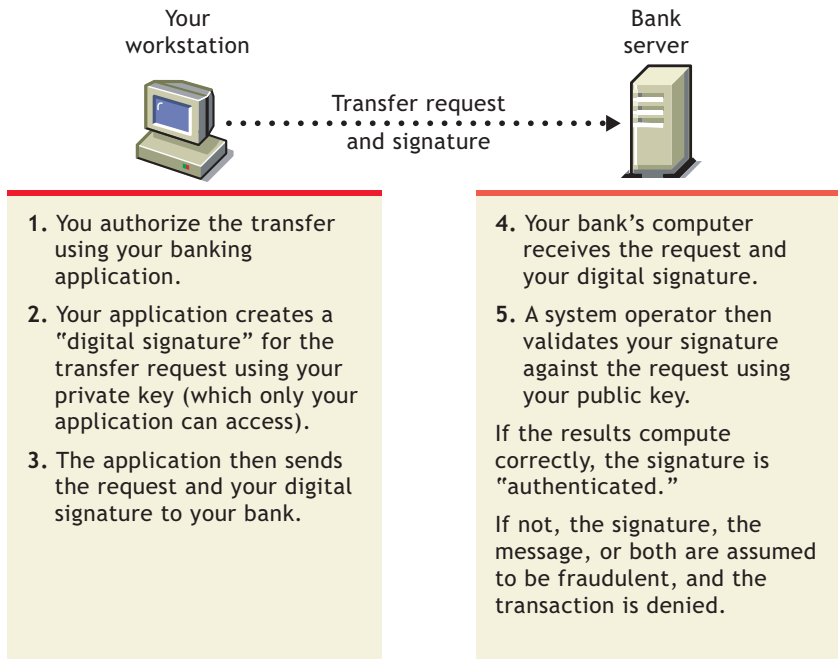 Your
workstation
Bank
server
Transfer request
and signature
1. You authorize the transfer
using your banking
application.
2. Your application creates a
“digital signature” for the
transfer request using your
private key (which only your
application can access).
3. The application then sends
the request and your digital
signature to your bank.
4. Your bank’s computer
receives the request and
your digital signature.
5. A system operator then
validates your signature
against the request using
your public key.
If the results compute
correctly, the signature is
“authenticated.”
If not, the signature, the
message, or both are assumed
to be fraudulent, and the
transaction is denied.